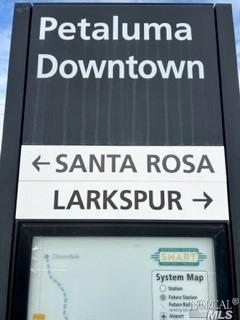 Petaluma
Downtown
← SANTA ROSA
LARKSPUR →
Cloverdale
SMART
System Map
Station
Future Station
Airport
NORCAL
MLS